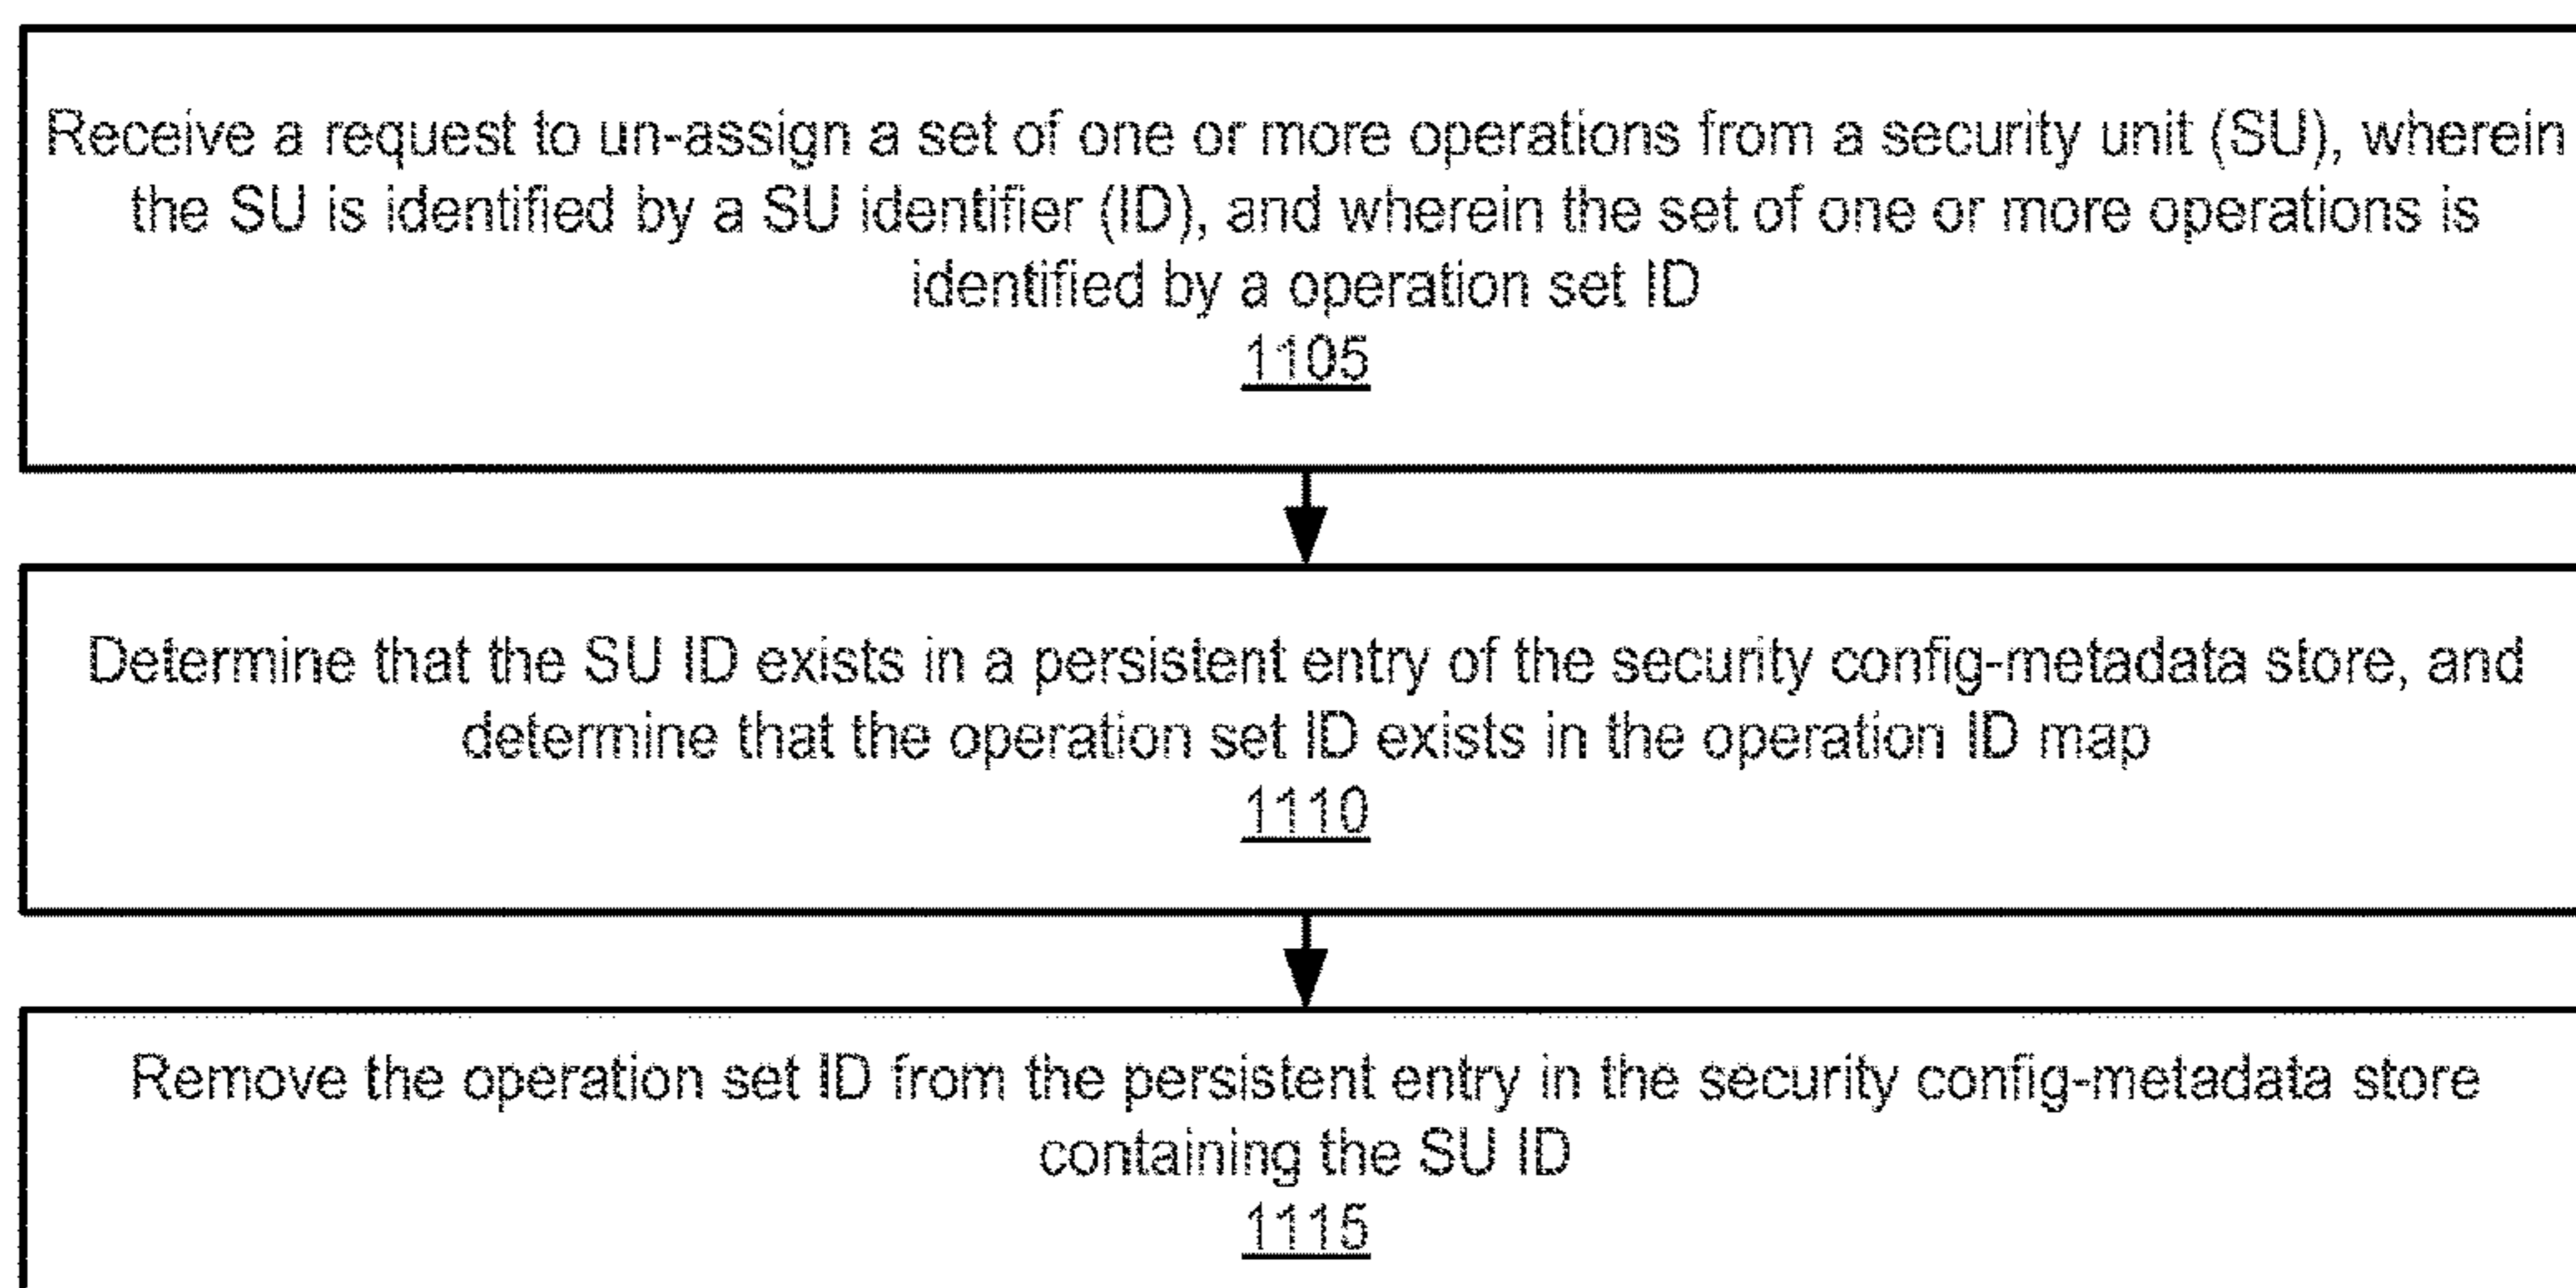 Receive a request to un-assign a set of one or more operations from a security unit (SU), wherein
the SU is identified by a SU identifier (ID), and wherein the set of one or more operations is
identified by a operation set ID
1105
Determine that the SU ID exists in a persistent entry of the security config-metadata store, and
determine that the operation set ID exists in the operation ID map
1110
Remove the operation set ID from the persistent entry in the security config-metadata store
containing the SU ID
1115